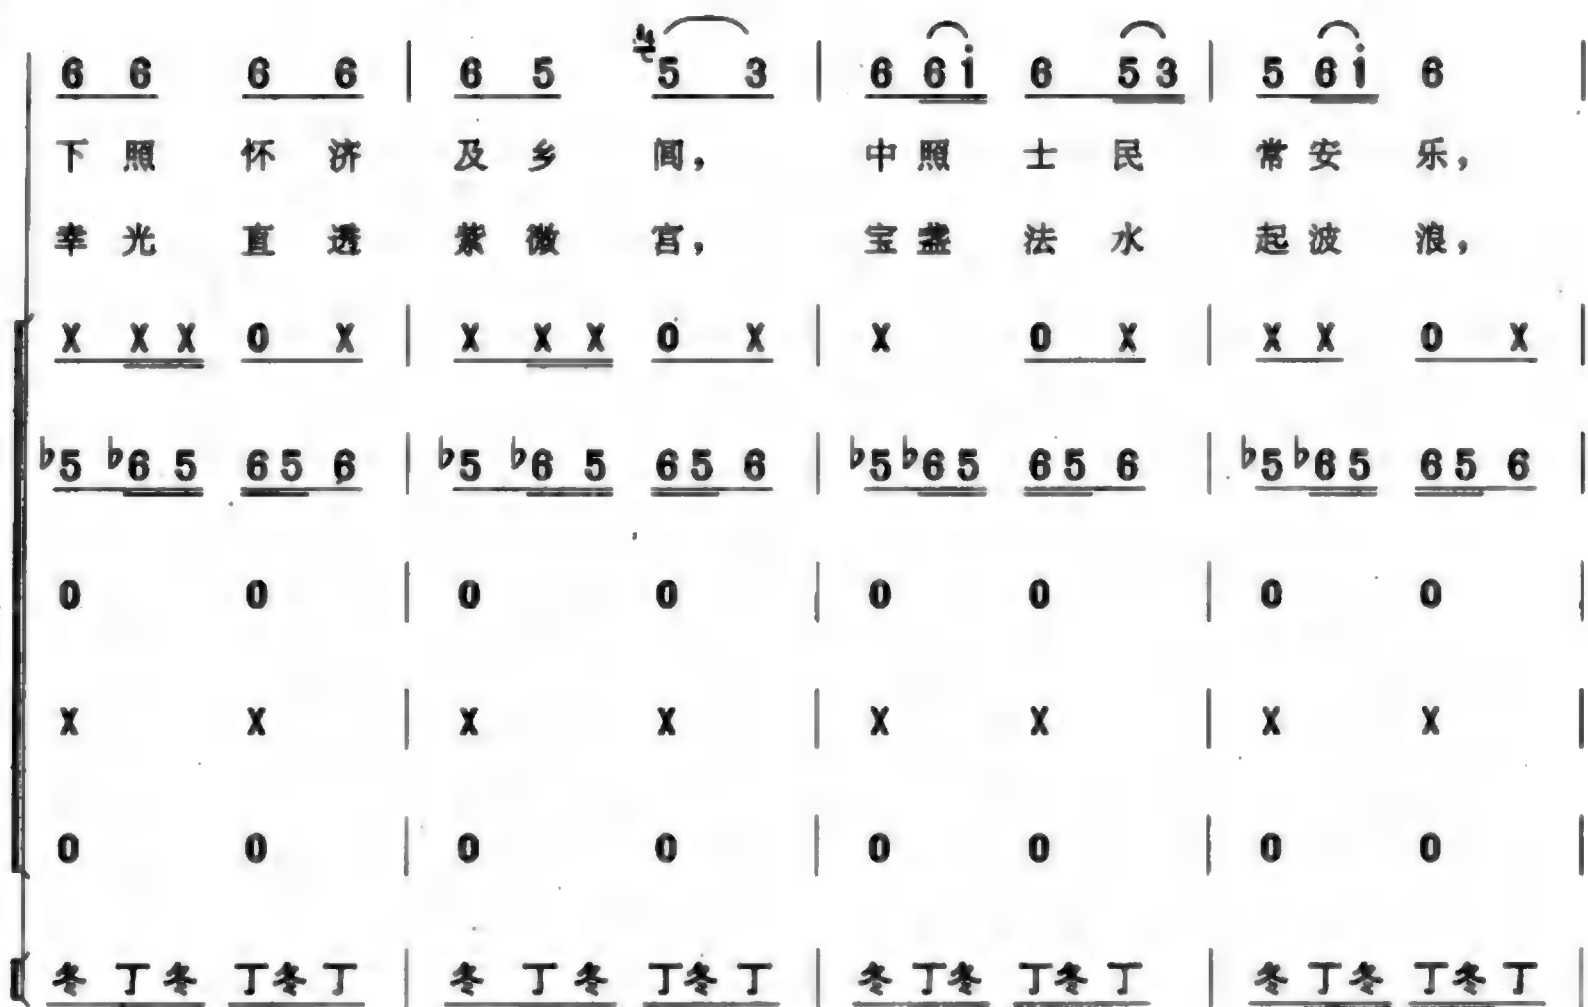 6 6 6 6 | 6 5 5 3 | 6 6 i 6 5 3 | 5 6 i 6 |
下 照 怀 济 及 乡 闾, 中 照 士 民 常 安 乐,
光 直 透 紫 微 宫, 宝 盏 法 水 起 波 浪,
X X X 0 X | X X X 0 X | X 0 X | X X 0 X |
♭5 ♭6 5 6 5 6 | ♭5 ♭6 5 6 5 6 | ♭5 ♭6 5 6 5 6 | ♭5 ♭6 5 6 5 6 |
0 0 | 0 0 | 0 0 | 0 0 |
X X | X X | X X | X X |
0 0 | 0 0 | 0 0 | 0 0 |
冬 丁 冬 丁 冬 丁 | 冬 丁 冬 丁 冬 丁 | 冬 丁 冬 丁 冬 丁 | 冬 丁 冬 丁 冬 丁